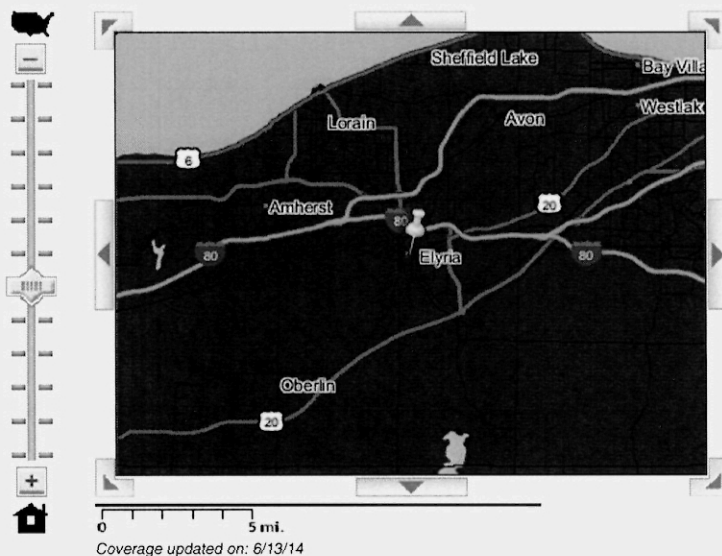 Sheffield Lake
Bay Villa
Westlak
Avon
Lorain
6
20
Amherst
80
Elyria
80
80
Oberlin
20
0 5 mi.
Coverage updated on: 6/13/14